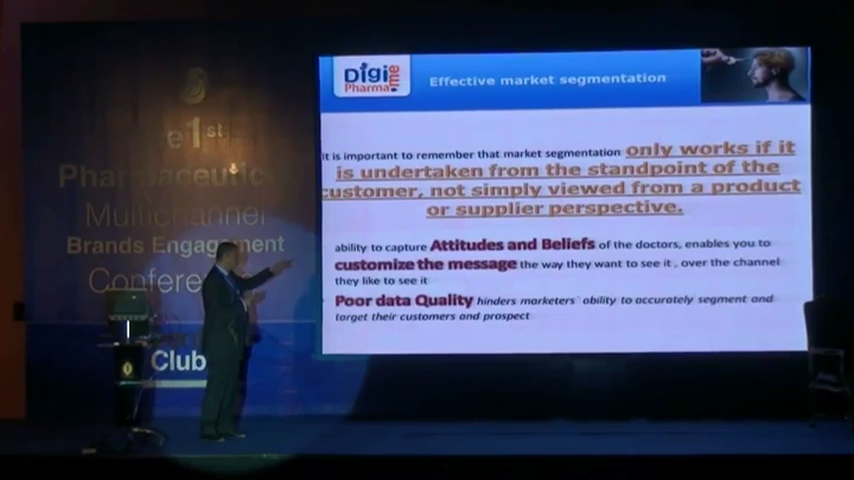 1st
Pharmaceutic
Multichannel
Brands Engagement
Confere
Club
Digi
Pharma me
Effective market segmentation
It is important to remember that market segmentation only works if it
is undertaken from the standpoint of the
customer, not simply viewed from a product
or supplier perspective.
ability to capture Attitudes and Beliefs of the doctors, enables you to
customize the message the way they want to see it , over the channel
they like to see it
Poor data Quality hinders marketers` ability to accurately segment and
target their customers and prospect